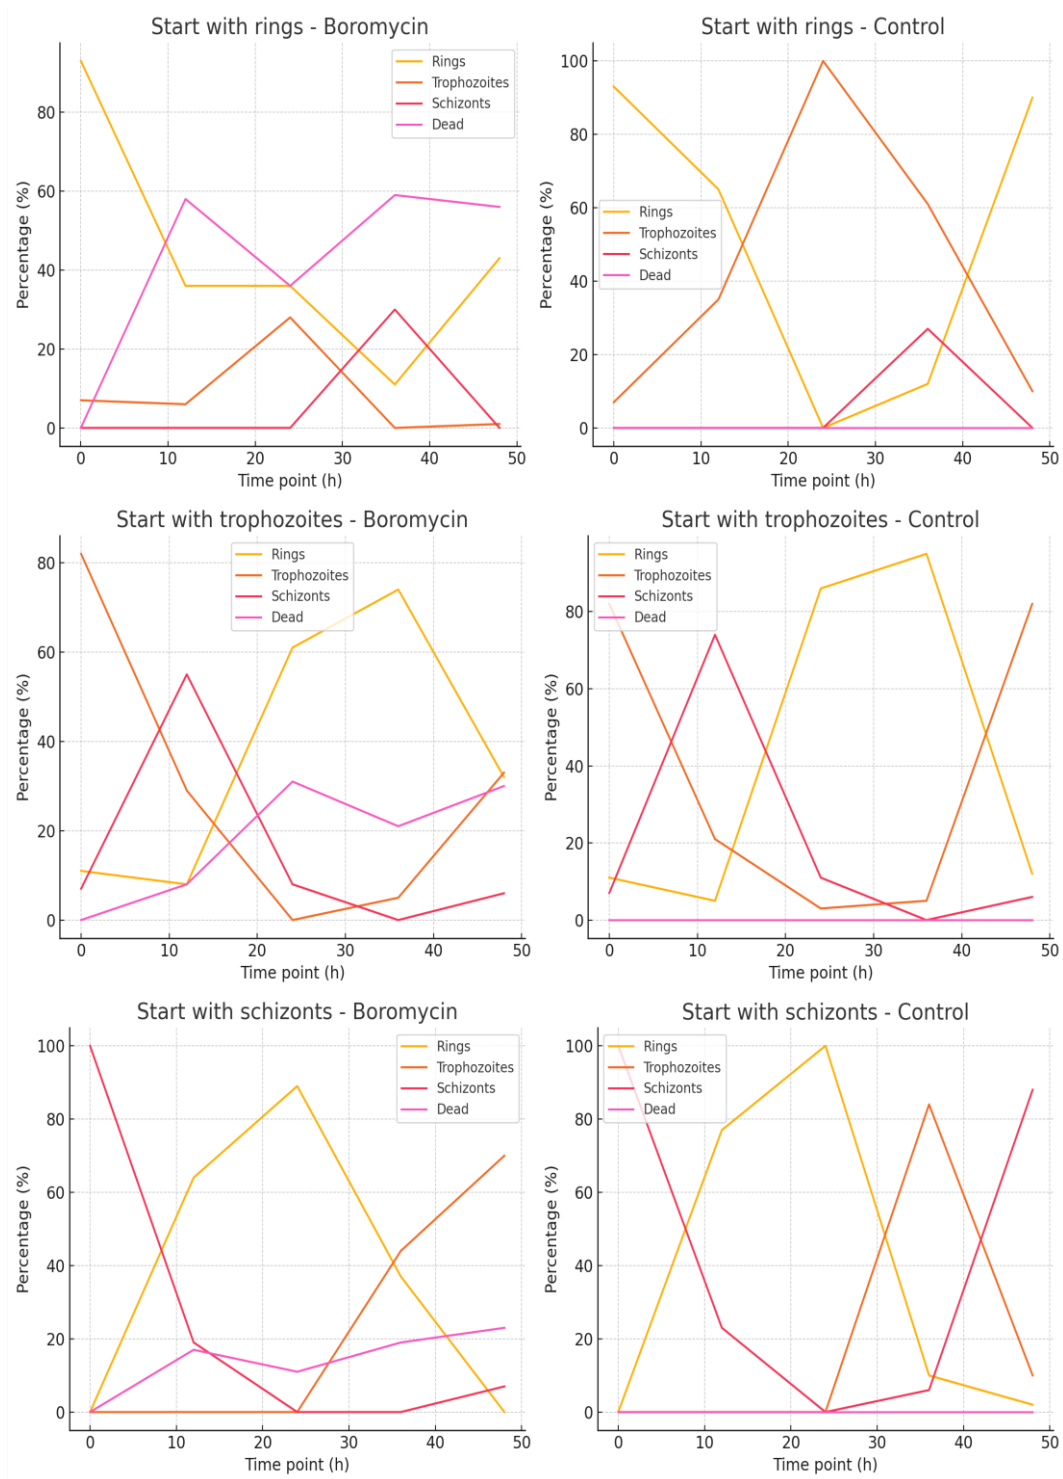 Start with rings - Boromycin
Rings
Trophozoites
Schizonts
Dead
80
60
40
20
0
Percentage (%)
0 10 20 30 40 50
Time point (h)
Start with rings - Control
100
80
60
40
20
0
Rings
Trophozoites
Schizonts
Dead
Percentage (%)
0 10 20 30 40 50
Time point (h)
Start with trophozoites - Boromycin
Rings
Trophozoites
Schizonts
Dead
80
60
40
20
0
Percentage (%)
0 10 20 30 40 50
Time point (h)
Start with trophozoites - Control
Rings
Trophozoites
Schizonts
Dead
80
60
40
20
0
Percentage (%)
0 10 20 30 40 50
Time point (h)
Start with schizonts - Boromycin
Rings
Trophozoites
Schizonts
Dead
100
80
60
40
20
0
Percentage (%)
0 10 20 30 40 50
Time point (h)
Start with schizonts - Control
Rings
Trophozoites
Schizonts
Dead
100
80
60
40
20
0
Percentage (%)
0 10 20 30 40 50
Time point (h)